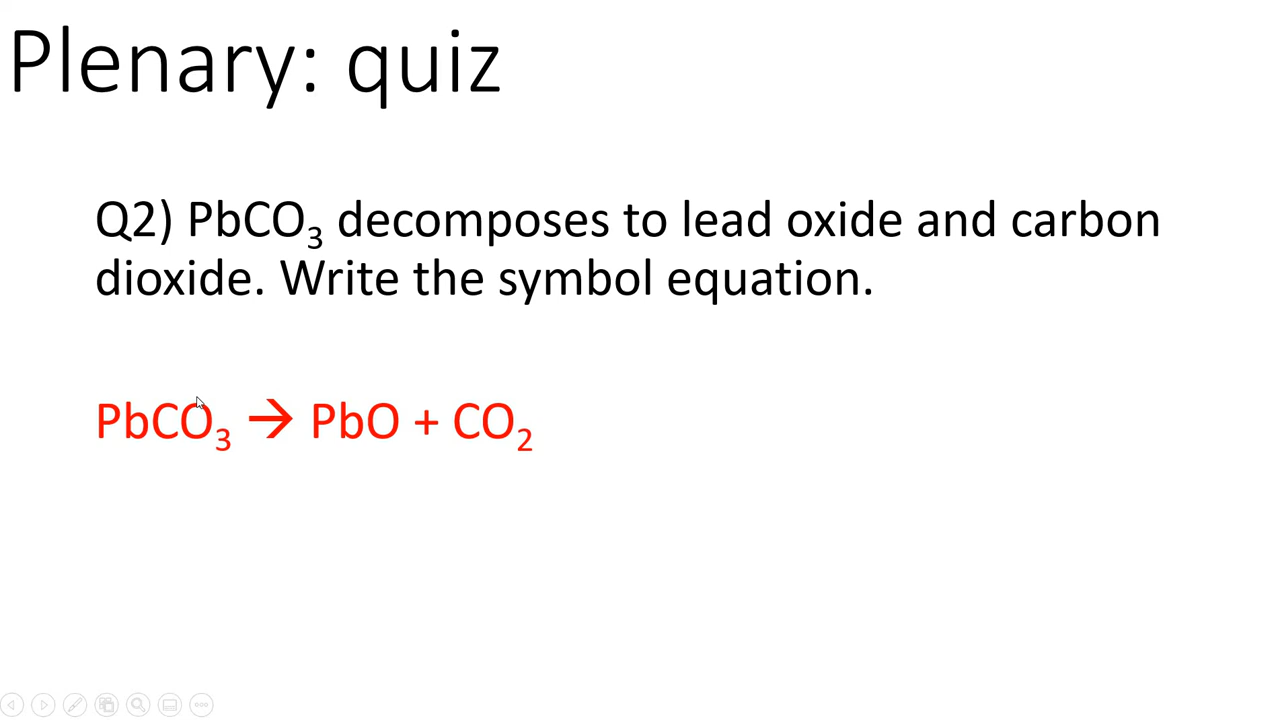 Plenary: quiz
Q2) PbCO₃ decomposes to lead oxide and carbon
dioxide. Write the symbol equation.
PbCO₃ → PbO + CO₂